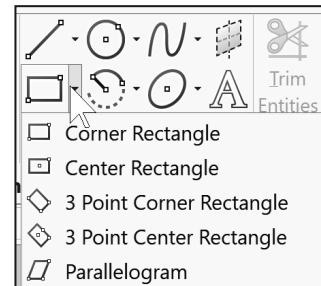 Trim
Entities
Corner Rectangle
Center Rectangle
3 Point Corner Rectangle
3 Point Center Rectangle
Parallelogram